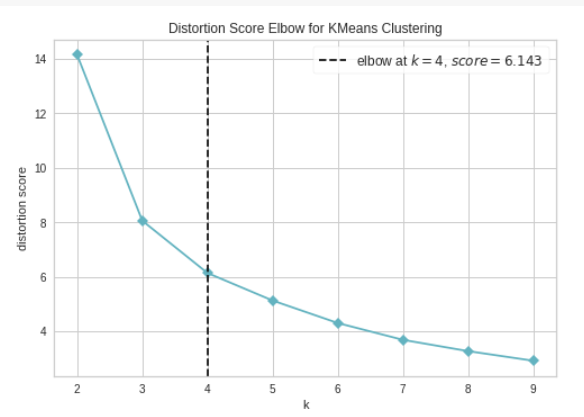 Distortion Score Elbow for KMeans Clustering
elbow at k = 4, score = 6.143
14
12
10
8
6
4
distortion score
2 3 4 5 6 7 8 9
k